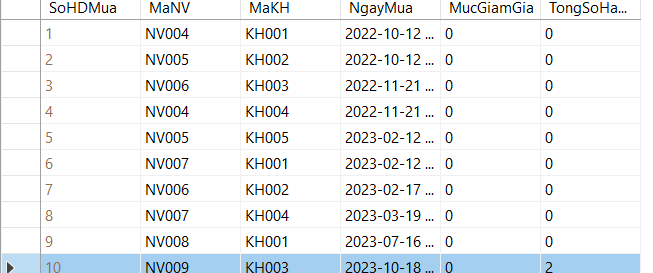 SoHDMua MaNV MaKH NgayMua MucGiamGia TongSoHa...
1 NV004 KH001 2022-10-12 ... 0 0
2 NV005 KH002 2022-10-12 ... 0 0
3 NV006 KH003 2022-11-21 ... 0 0
4 NV004 KH004 2022-11-21 ... 0 0
5 NV005 KH005 2023-02-12 ... 0 0
6 NV007 KH001 2023-02-12 ... 0 0
7 NV006 KH002 2023-02-17 ... 0 0
8 NV007 KH004 2023-03-19 ... 0 0
9 NV008 KH001 2023-07-16 ... 0 0
10 NV009 KH003 2023-10-18 ... 0 2